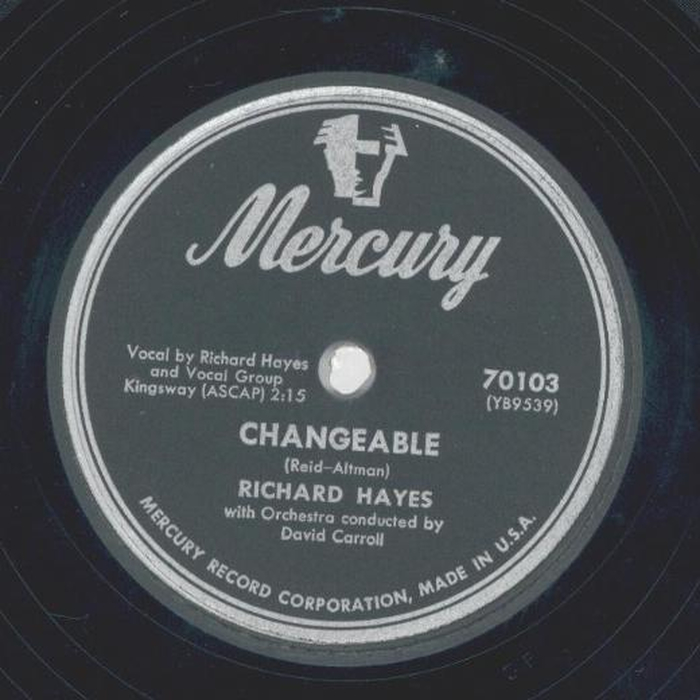 Mercury
Vocal by Richard Hayes
and Vocal Group
Kingsway (ASCAP) 2:15
70103
(YB9539)
CHANGEABLE
(Reid-Altman)
RICHARD HAYES
with Orchestra conducted by
David Carroll
MERCURY RECORD CORPORATION, MADE IN U.S.A.